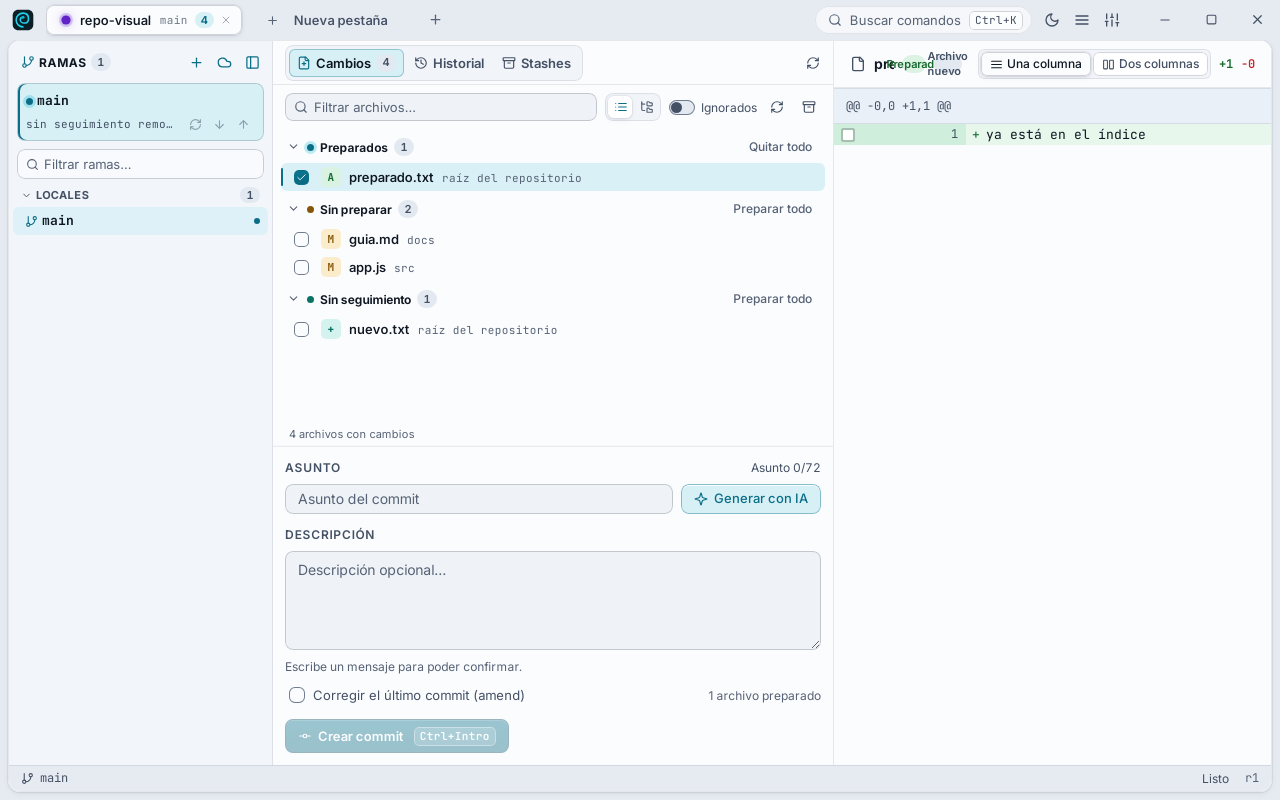 repo-visual main 4
Nueva pestaña
Buscar comandos Ctrl+K
RAMAS 1
main
sin seguimiento remo…
Filtrar ramas...
LOCALES 1
main
Cambios 4
Historial
Stashes
Filtrar archivos...
Ignorados
Preparados 1 Quitar todo
A preparado.txt raíz del repositorio
Sin preparar 2 Preparar todo
M guia.md docs
M app.js src
Sin seguimiento 1 Preparar todo
+ nuevo.txt raíz del repositorio
4 archivos con cambios
ASUNTO Asunto 0/72
Asunto del commit
Generar con IA
DESCRIPCIÓN
Descripción opcional...
Escribe un mensaje para poder confirmar.
Corregir el último commit (amend) 1 archivo preparado
Crear commit Ctrl+Intro
Preparad
Archivo nuevo
Una columna
Dos columnas
+1 -0
@@ -0,0 +1,1 @@
1 + ya está en el índice
main
Listo r1